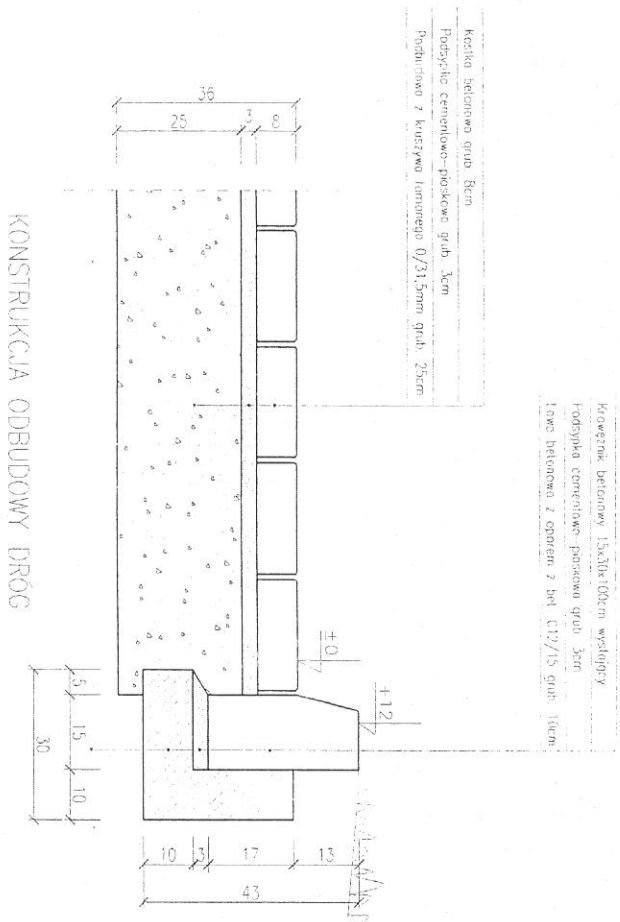 Kostka betonowa grub. 8cm
Podsypka cementowo-piaskowa grub. 3cm
Podbudowa z kruszywa łamanego 0/31,5mm grub. 25cm
Krawężnik betonowy 15x30x100cm wystający
Podsypka cementowo-piaskowa grub. 3cm
Ława betonowa z oporem z bet. C12/15 grub. 10cm
36
25
3
8
±0
+12
5
15
10
30
10
3
17
13
43
KONSTRUKCJA ODBUDOWY DRÓG